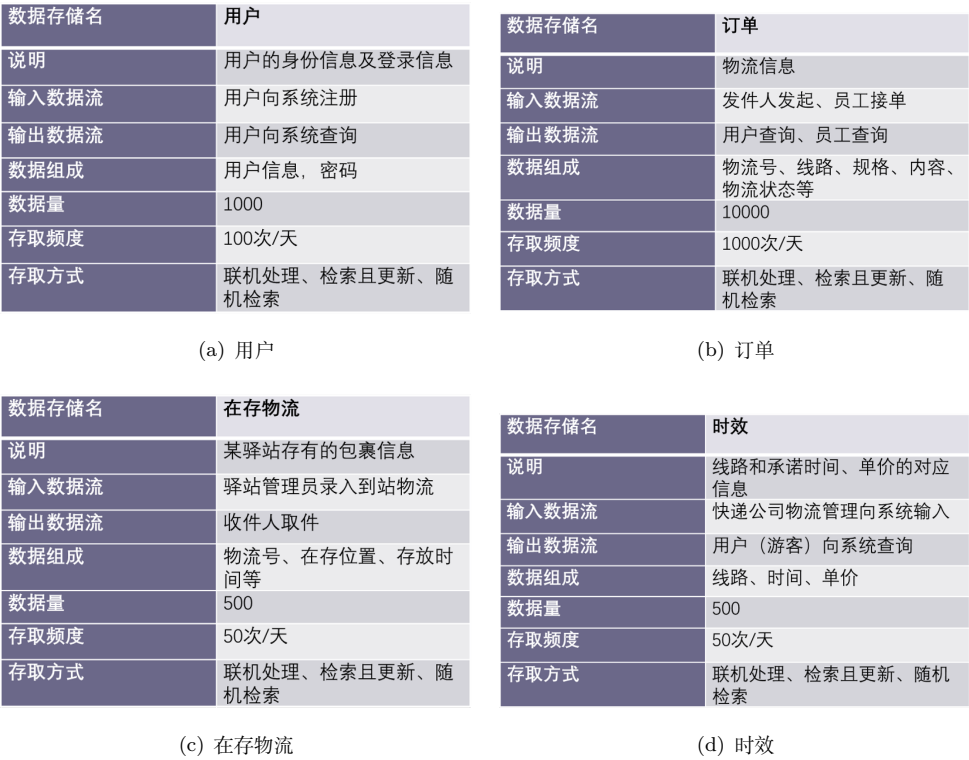 数据存储名 用户
说明 用户的身份信息及登录信息
输入数据流 用户向系统注册
输出数据流 用户向系统查询
数据组成 用户信息，密码
数据量 1000
存取频度 100次/天
存取方式 联机处理、检索且更新、随
机检索
(a) 用户
数据存储名 订单
说明 物流信息
输入数据流 发件人发起、员工接单
输出数据流 用户查询、员工查询
数据组成 物流号、线路、规格、内容、
物流状态等
数据量 10000
存取频度 1000次/天
存取方式 联机处理、检索且更新、随
机检索
(b) 订单
数据存储名 在存物流
说明 某驿站存有的包裹信息
输入数据流 驿站管理员录入到站物流
输出数据流 收件人取件
数据组成 物流号、在存位置、存放时
间等
数据量 500
存取频度 50次/天
存取方式 联机处理、检索且更新、随
机检索
(c) 在存物流
数据存储名 时效
说明 线路和承诺时间、单价的对应
信息
输入数据流 快递公司物流管理向系统输入
输出数据流 用户（游客）向系统查询
数据组成 线路、时间、单价
数据量 500
存取频度 50次/天
存取方式 联机处理、检索且更新、随机
检索
(d) 时效